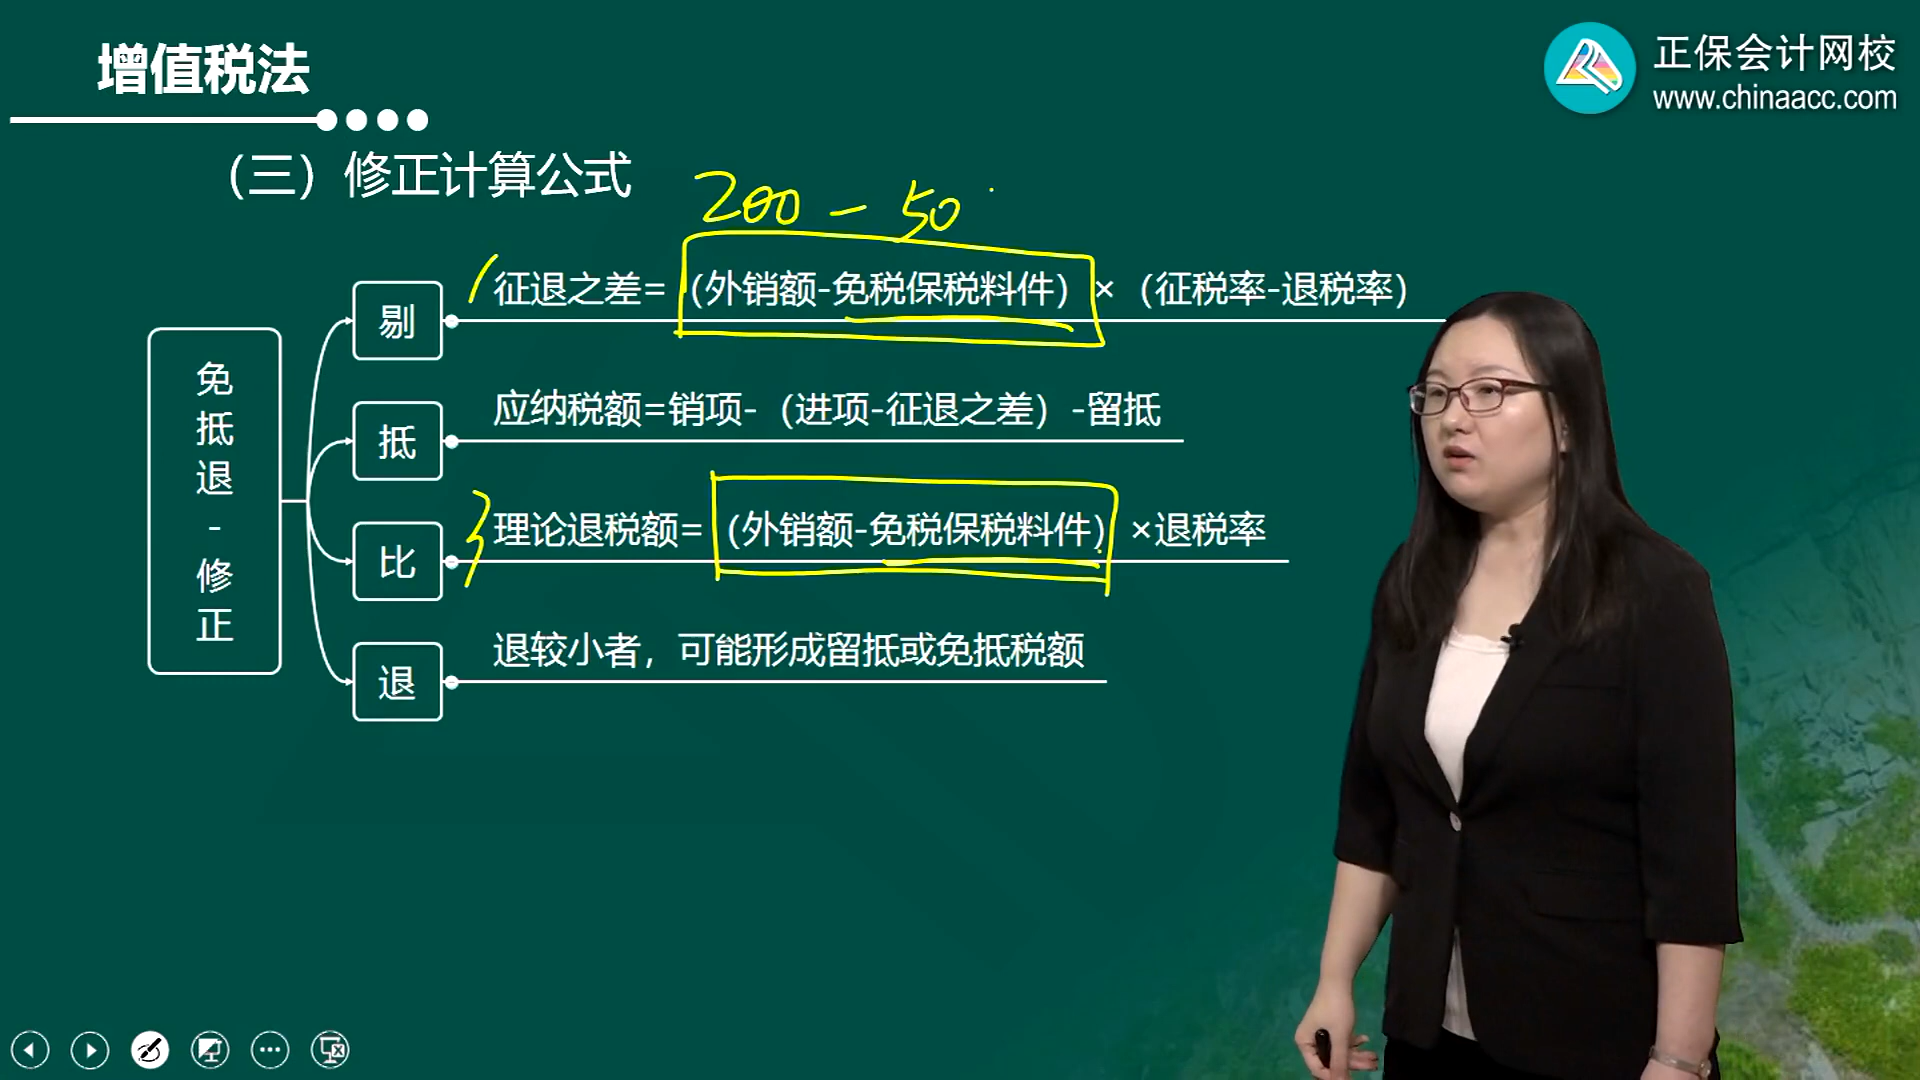 增值税法
正保会计网校
www.chinaacc.com
（三）修正计算公式
200 - 50
免抵退-修正
剔
征退之差=（外销额-免税保税料件）×（征税率-退税率）
抵
应纳税额=销项-（进项-征退之差）-留抵
比
理论退税额=（外销额-免税保税料件）×退税率
退
退较小者，可能形成留抵或免抵税额